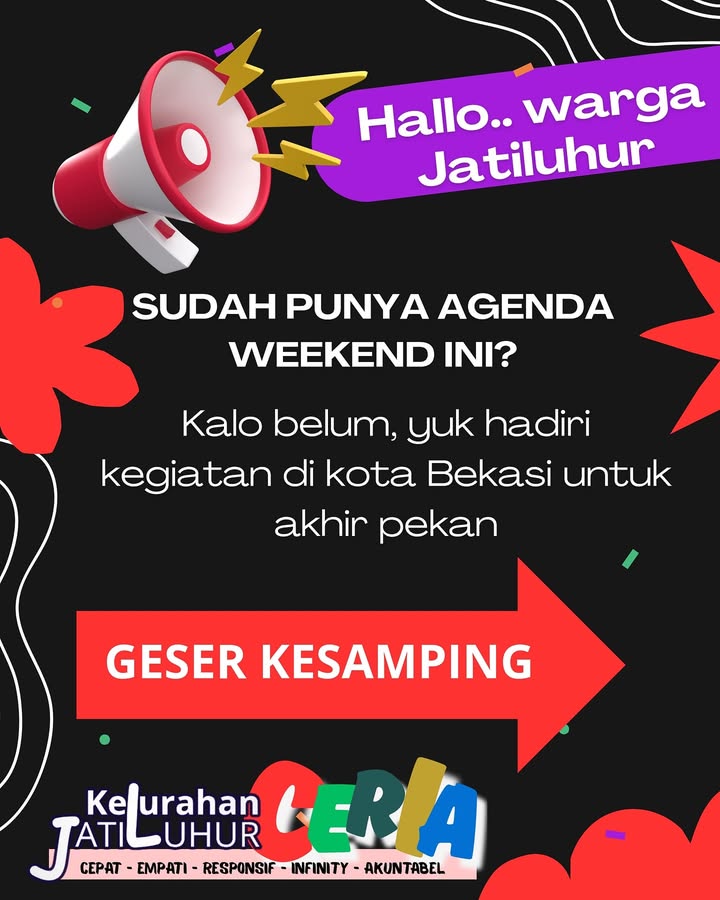 Hallo.. warga
Jatiluhur
SUDAH PUNYA AGENDA
WEEKEND INI?
Kalo belum, yuk hadiri
kegiatan di kota Bekasi untuk
akhir pekan
GESER KESAMPING
Kelurahan
JATILUHUR
CERIA
CEPAT - EMPATI - RESPONSIF - INFINITY - AKUNTABEL